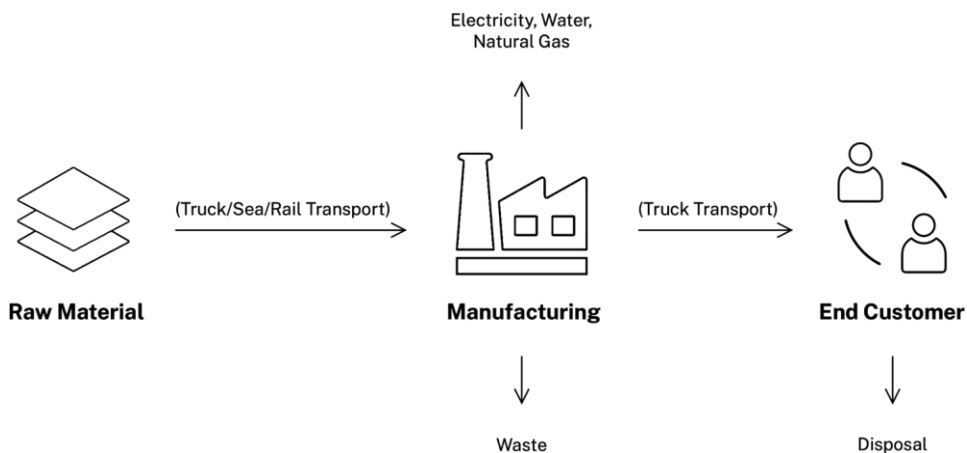 Electricity, Water,
Natural Gas
(Truck/Sea/Rail Transport)
(Truck Transport)
Raw Material
Manufacturing
End Customer
Waste
Disposal